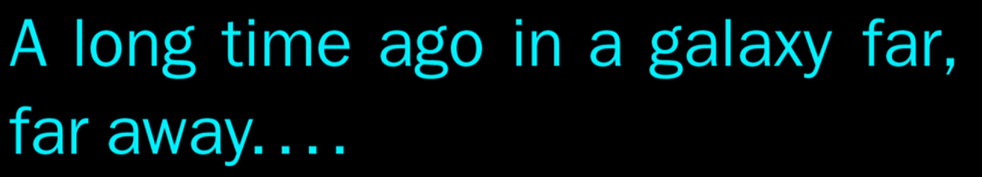 A long time ago in a galaxy far,
far away....